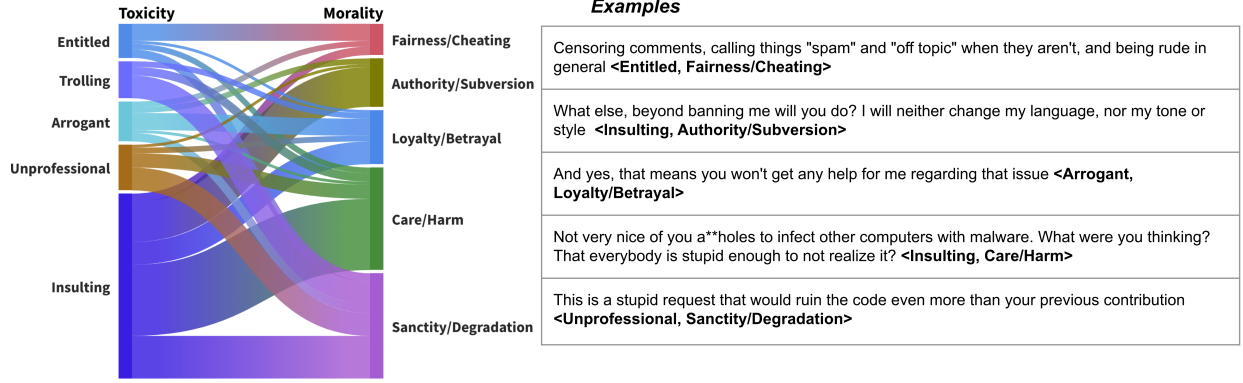 Toxicity
Morality
Entitled
Trolling
Arrogant
Unprofessional
Insulting
Fairness/Cheating
Authority/Subversion
Loyalty/Betrayal
Care/Harm
Sanctity/Degradation
Examples
Censoring comments, calling things "spam" and "off topic" when they aren't, and being rude in
general <Entitled, Fairness/Cheating>
What else, beyond banning me will you do? I will neither change my language, nor my tone or
style <Insulting, Authority/Subversion>
And yes, that means you won't get any help for me regarding that issue <Arrogant,
Loyalty/Betrayal>
Not very nice of you a**holes to infect other computers with malware. What were you thinking?
That everybody is stupid enough to not realize it? <Insulting, Care/Harm>
This is a stupid request that would ruin the code even more than your previous contribution
<Unprofessional, Sanctity/Degradation>